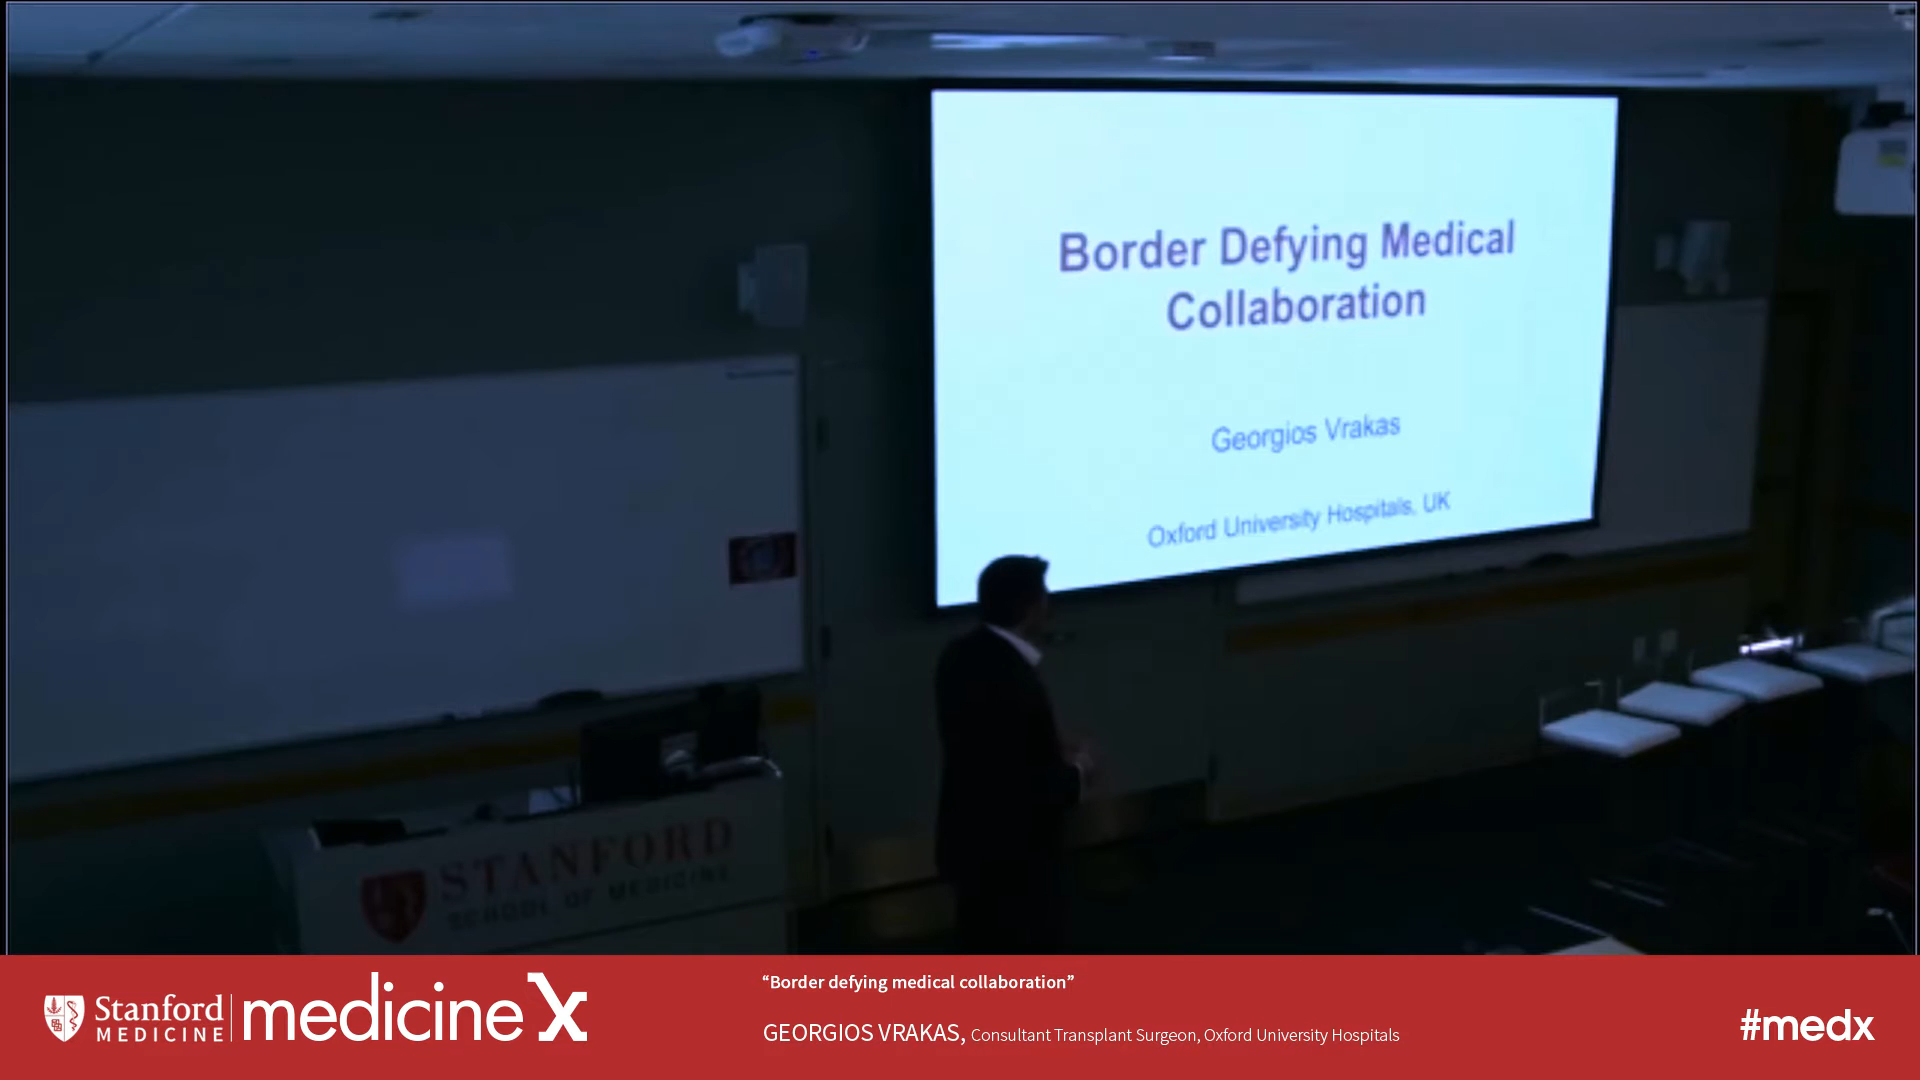 Border Defying Medical
Collaboration
Georgios Vrakas
Oxford University Hospitals, UK
STANFORD
SCHOOL OF MEDICINE
Stanford
MEDICINE
medicine X
“Border defying medical collaboration”
GEORGIOS VRAKAS, Consultant Transplant Surgeon, Oxford University Hospitals
#medx